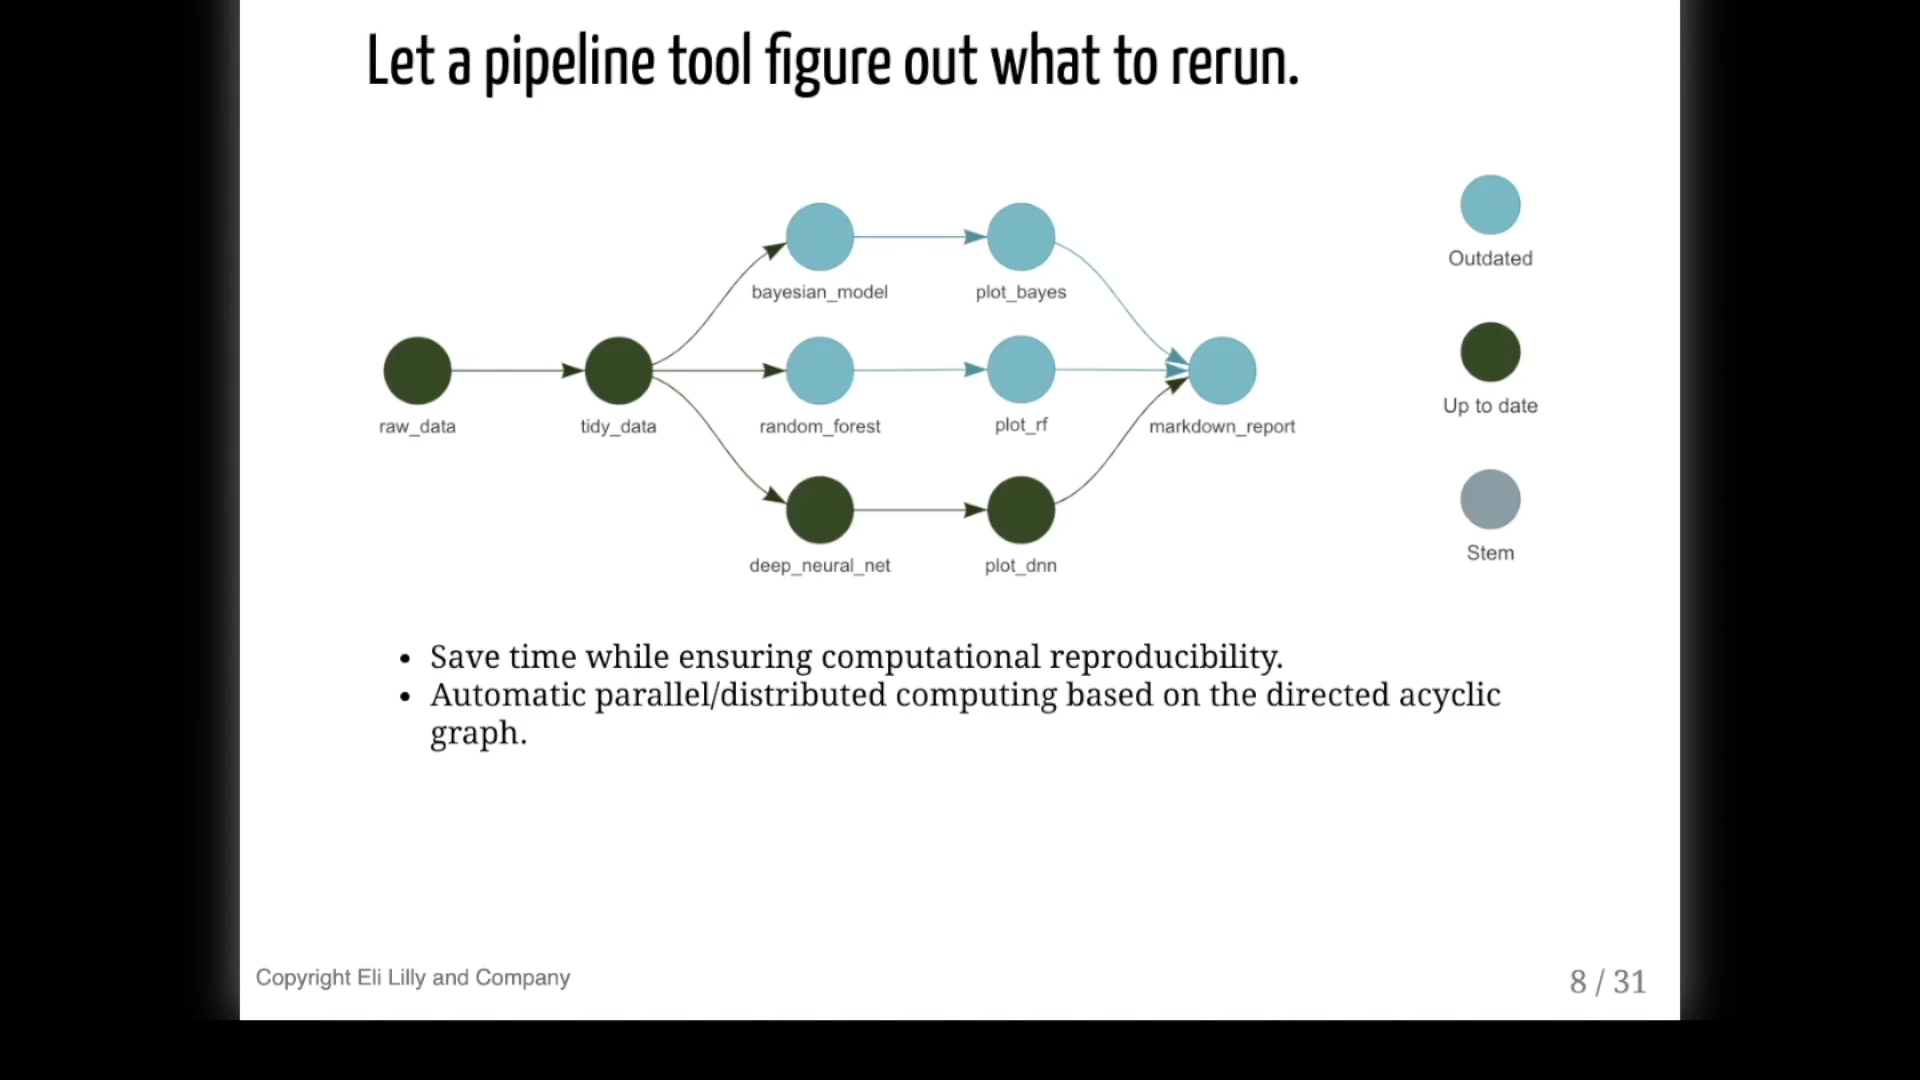 Let a pipeline tool figure out what to rerun.
Outdated
bayesian_model
plot_bayes
Up to date
raw_data
tidy_data
random_forest
plot_rf
markdown_report
Stem
deep_neural_net
plot_dnn
• Save time while ensuring computational reproducibility.
• Automatic parallel/distributed computing based on the directed acyclic
graph.
Copyright Eli Lilly and Company
8 / 31